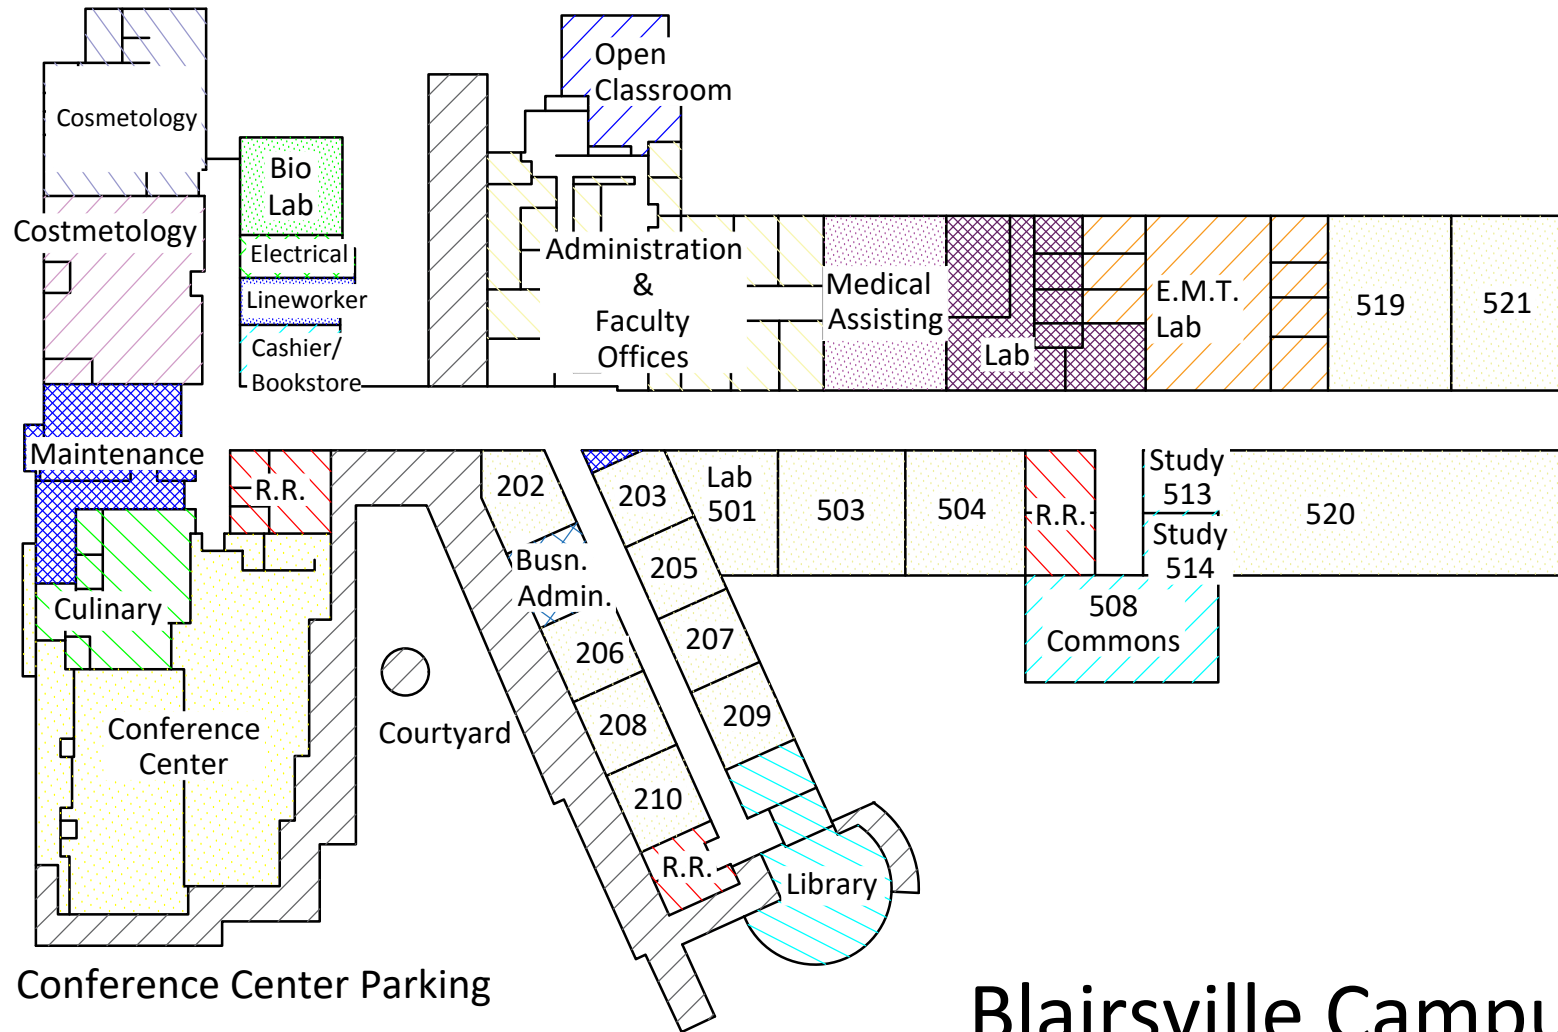 Open
Classroom
Cosmetology
Bio
Lab
Costmetology
Electrical
Lineworker
Cashier/
Bookstore
Administration
&
Faculty
Offices
Medical
Assisting
Lab
E.M.T.
Lab
519
521
Maintenance
R.R.
202
203
Lab
501
503
504
R.R.
Study
513
Study
514
520
Busn.
Admin.
205
Culinary
508
Commons
206
207
208
209
Conference
Center
Courtyard
210
R.R.
Library
Conference Center Parking
Blairsville Campu